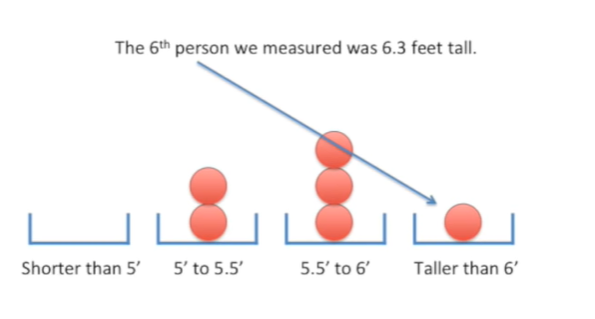 The 6th person we measured was 6.3 feet tall.
Shorter than 5′ 5′ to 5.5′ 5.5′ to 6′ Taller than 6′